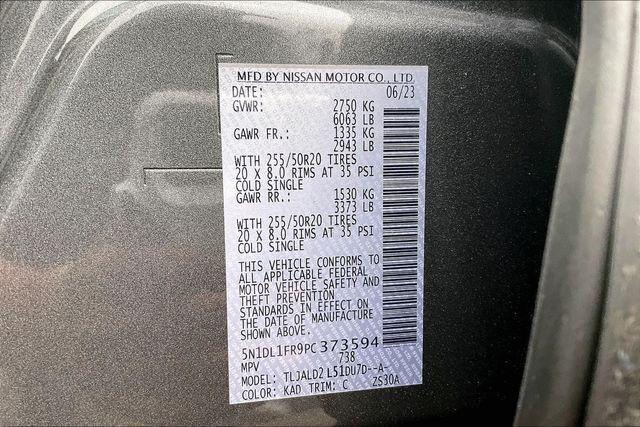 MFD BY NISSAN MOTOR CO., LTD.
DATE: 06/23
GVWR: 2750 KG
6063 LB
GAWR FR.: 1335 KG
2943 LB
WITH 255/50R20 TIRES
20 X 8.0 RIMS AT 35 PSI
COLD SINGLE
GAWR RR.: 1530 KG
3373 LB
WITH 255/50R20 TIRES
20 X 8.0 RIMS AT 35 PSI
COLD SINGLE
THIS VEHICLE CONFORMS TO
ALL APPLICABLE FEDERAL
MOTOR VEHICLE SAFETY AND
THEFT PREVENTION
STANDARDS IN EFFECT ON
THE DATE OF MANUFACTURE
SHOWN ABOVE.
5N1DL1FR9PC373594
MPV 738
MODEL: TLJALD2 L51DU7D--A-
COLOR: KAD TRIM: C ZS30A